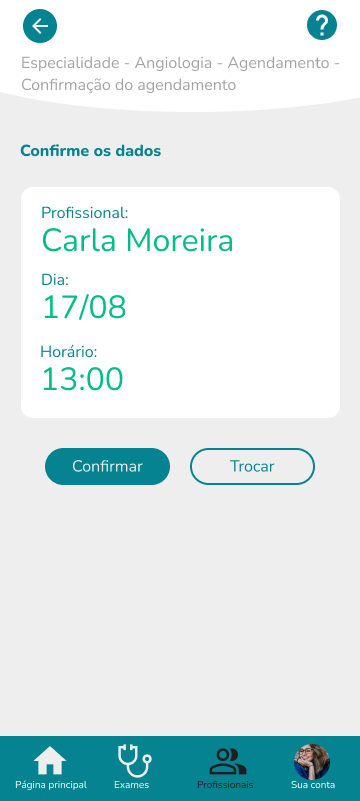 ?
Especialidade - Angiologia - Agendamento -
Confirmação do agendamento
Confirme os dados
Profissional:
Carla Moreira
Dia:
17/08
Horário:
13:00
Confirmar
Trocar
Página principal
Exames
Profissionais
Sua conta